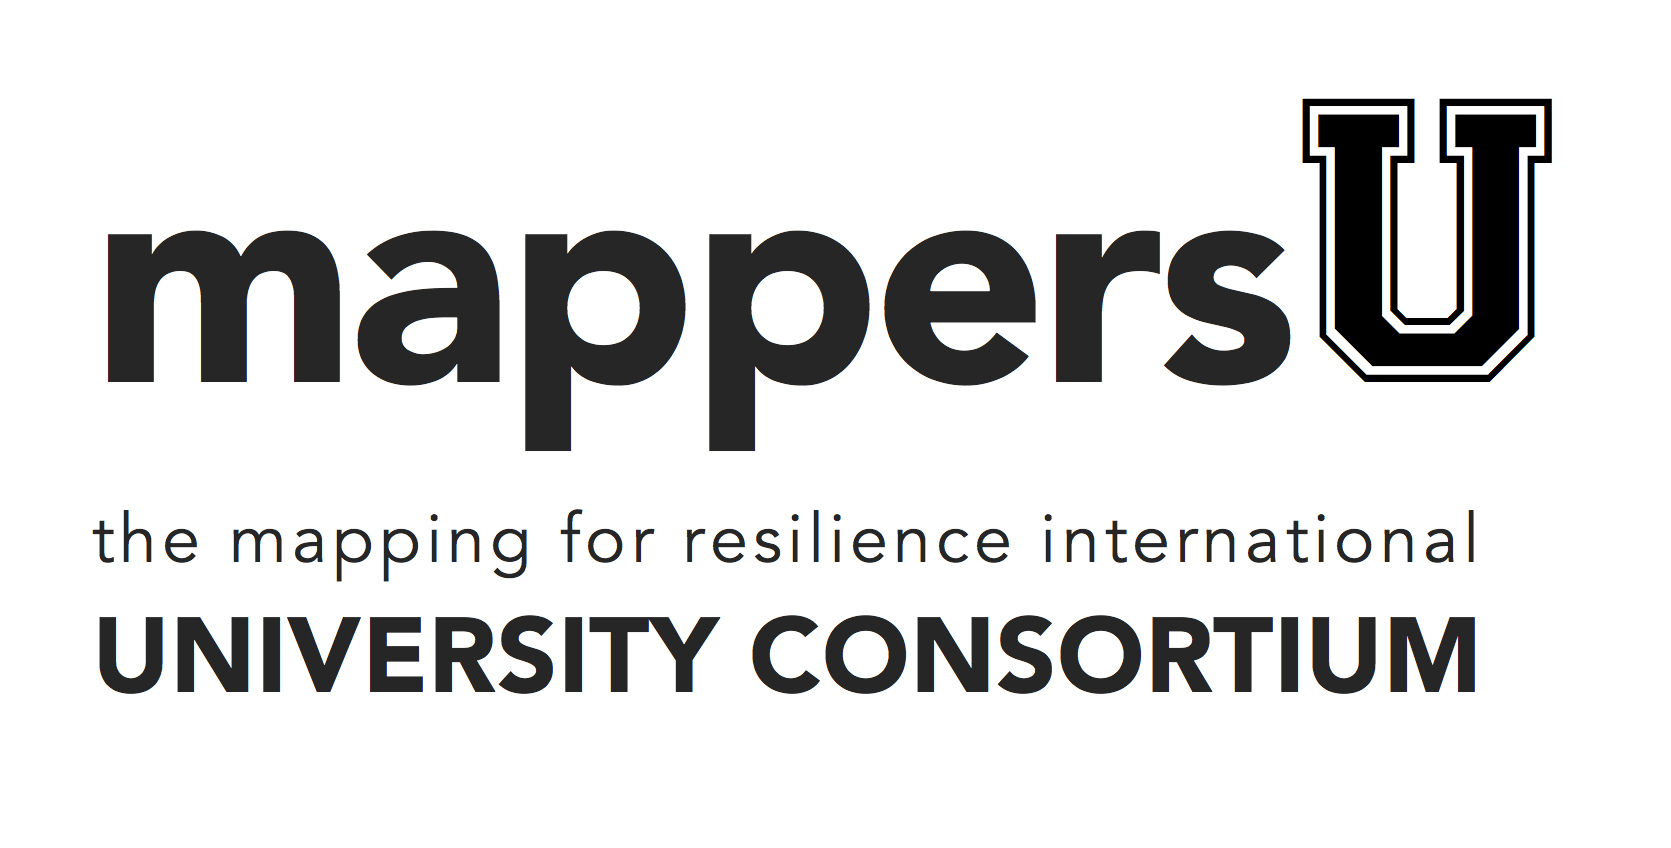 mappersU
the mapping for resilience international
UNIVERSITY CONSORTIUM